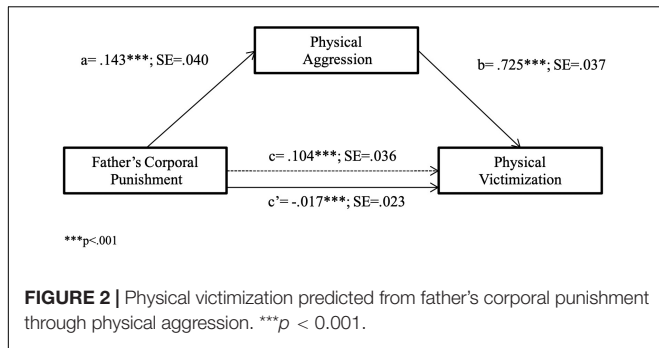 Physical
Aggression
a= .143***; SE=.040
b= .725***; SE=.037
Father's Corporal
Punishment
c= .104***; SE=.036
Physical
Victimization
c'= -.017***; SE=.023
***p<.001
FIGURE 2 | Physical victimization predicted from father's corporal punishment
through physical aggression. ***p < 0.001.